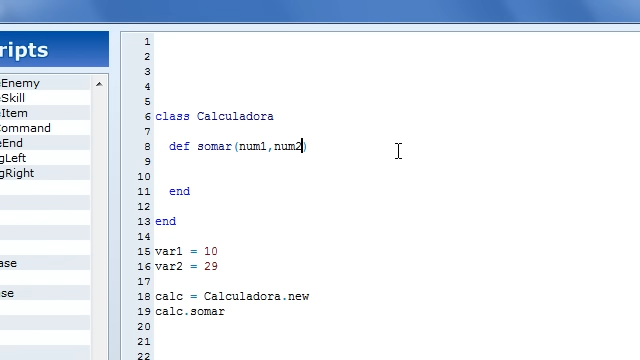 ripts
Enemy
Skill
Item
Command
eEnd
gLeft
gRight
ase
se
1
2
3
4
5
6 class Calculadora
7
8 def somar(num1,num2)
9
10
11 end
12
13 end
14
15 var1 = 10
16 var2 = 29
17
18 calc = Calculadora.new
19 calc.somar
20
21
22